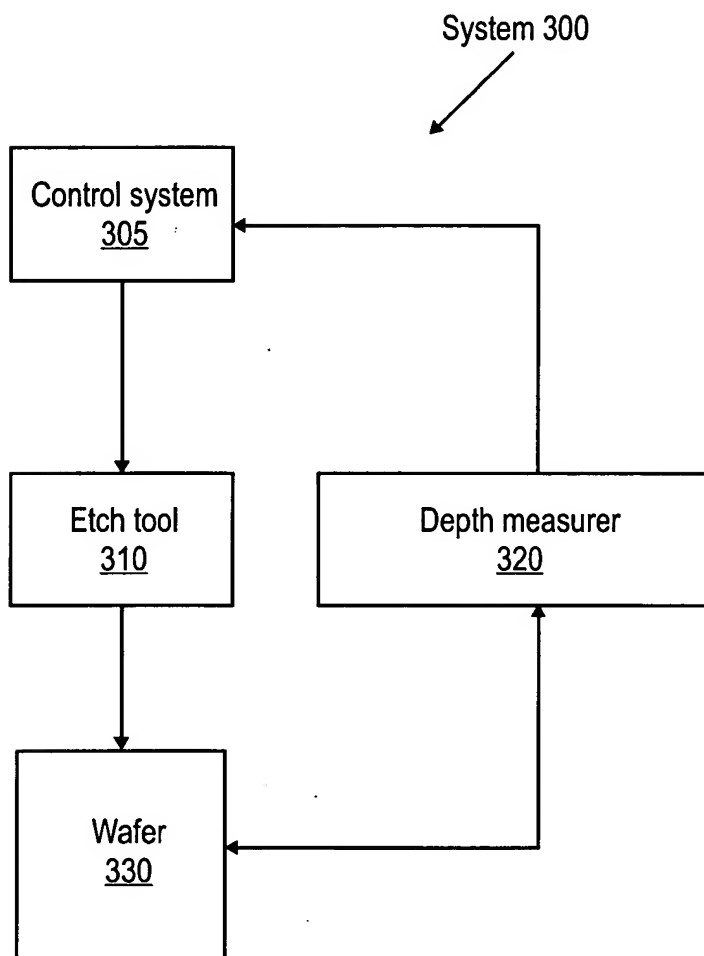 System 300
Control system
305
Etch tool
310
Depth measurer
320
Wafer
330